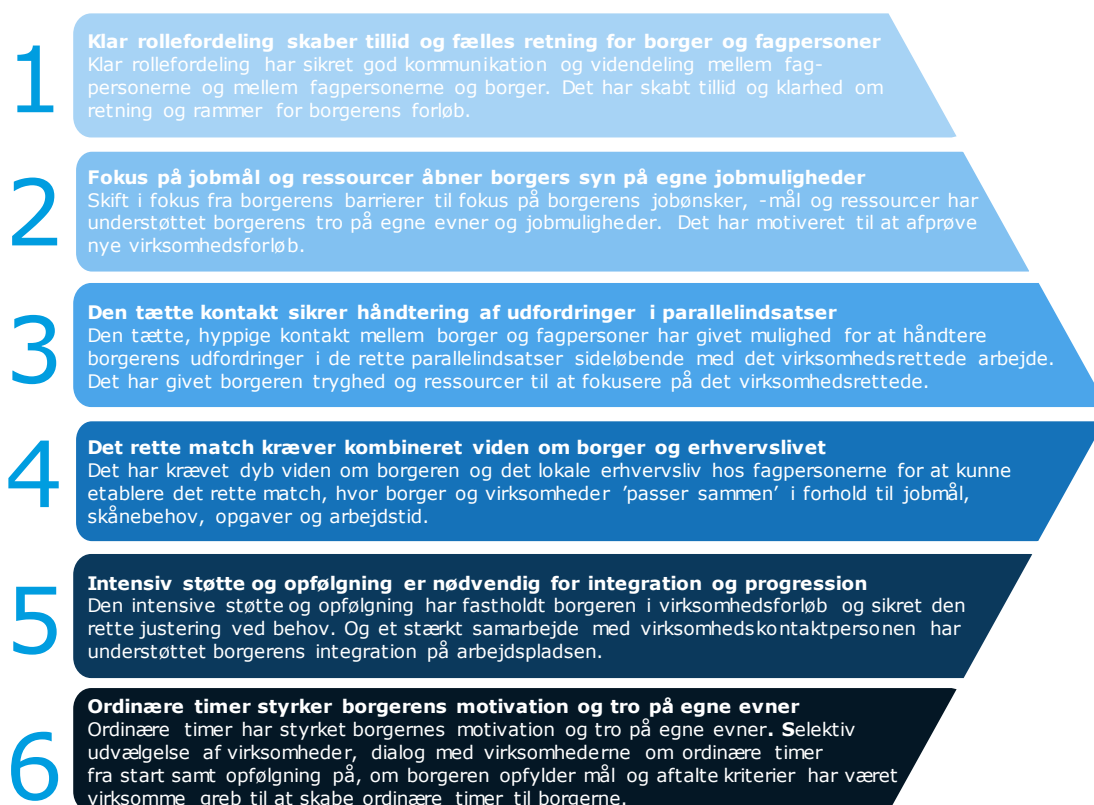 1
Klar rollefordeling skaber tillid og fælles retning for borger og fagpersoner
Klar rollefordeling har sikret god kommunikation og videndeling mellem fag-
personerne og mellem fagpersonerne og borger. Det har skabt tillid og klarhed om
retning og rammer for borgerens forløb.
2
Fokus på jobmål og ressourcer åbner borgers syn på egne jobmuligheder
Skift i fokus fra borgerens barrierer til fokus på borgerens jobønsker, -mål og ressourcer har
understøttet borgerens tro på egne evner og jobmuligheder. Det har motiveret til at afprøve
nye virksomhedsforløb.
3
Den tætte kontakt sikrer håndtering af udfordringer i parallelindsatser
Den tætte, hyppige kontakt mellem borger og fagpersoner har givet mulighed for at håndtere
borgerens udfordringer i de rette parallelindsatser sideløbende med det virksomhedsrettede arbejde.
Det har givet borgeren tryghed og ressourcer til at fokusere på det virksomhedsrettede.
4
Det rette match kræver kombineret viden om borger og erhvervslivet
Det har krævet dyb viden om borgeren og det lokale erhvervsliv hos fagpersonerne for at kunne
etablere det rette match, hvor borger og virksomheder ’passer sammen’ i forhold til jobmål,
skånebehov, opgaver og arbejdstid.
5
Intensiv støtte og opfølgning er nødvendig for integration og progression
Den intensive støtte og opfølgning har fastholdt borgeren i virksomhedsforløb og sikret den
rette justering ved behov. Og et stærkt samarbejde med virksomhedskontaktpersonen har
understøttet borgerens integration på arbejdspladsen.
6
Ordinære timer styrker borgerens motivation og tro på egne evner
Ordinære timer har styrket borgernes motivation og tro på egne evner. Selektiv
udvælgelse af virksomheder, dialog med virksomhederne om ordinære timer
fra start samt opfølgning på, om borgeren opfylder mål og aftalte kriterier har været
virksomme greb til at skabe ordinære timer til borgerne.